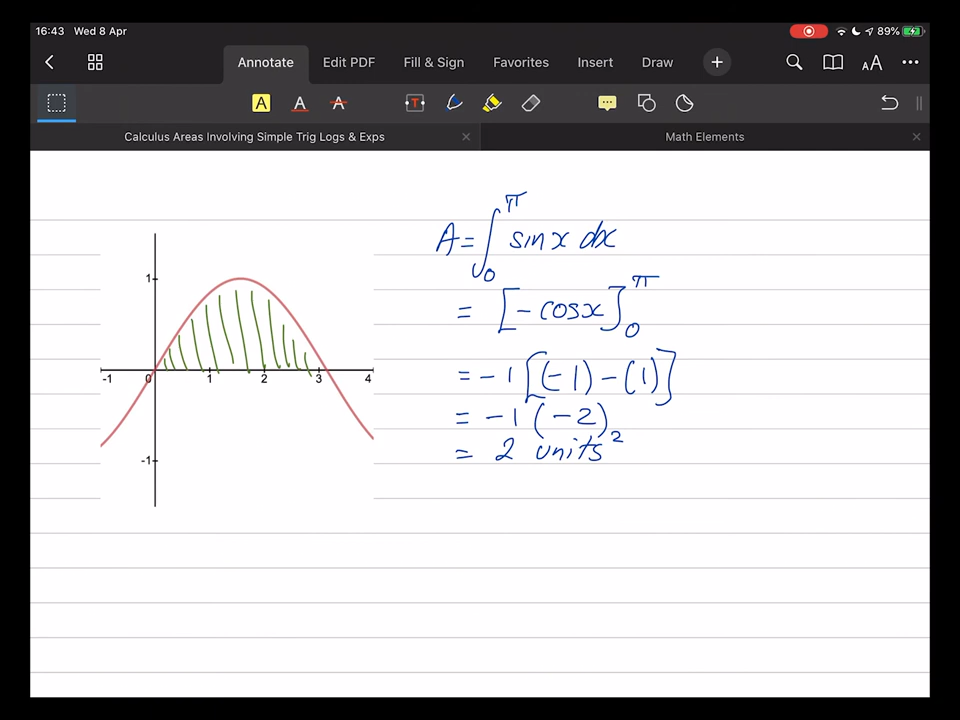 16:43 Wed 8 Apr 89%
Annotate Edit PDF Fill & Sign Favorites Insert Draw
A A A T
Calculus Areas Involving Simple Trig Logs & Exps × Math Elements ×
A = ∫₀^π sin x dx
= [- cos x]₀^π
= -1 [(-1) - (1)]
= -1 (-2)
= 2 units²
1
-1 0 1 2 3 4
-1